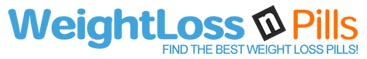 WeightLoss n Pills
FIND THE BEST WEIGHT LOSS PILLS!